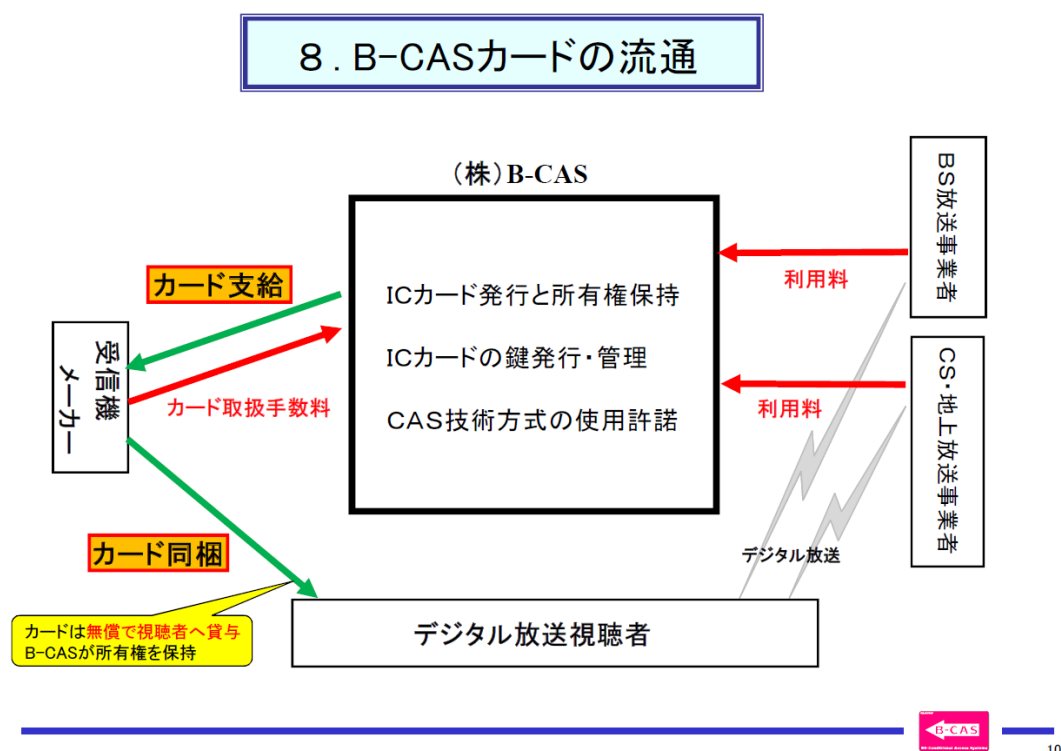 ８．B-CASカードの流通
（株）B-CAS
ICカード発行と所有権保持
ICカードの鍵発行・管理
CAS技術方式の使用許諾
カード支給
カード取扱手数料
受信機
メーカー
カード同梱
カードは無償で視聴者へ貸与
B-CASが所有権を保持
デジタル放送視聴者
利用料
利用料
BS放送事業者
CS・地上放送事業者
デジタル放送
B-CAS
10